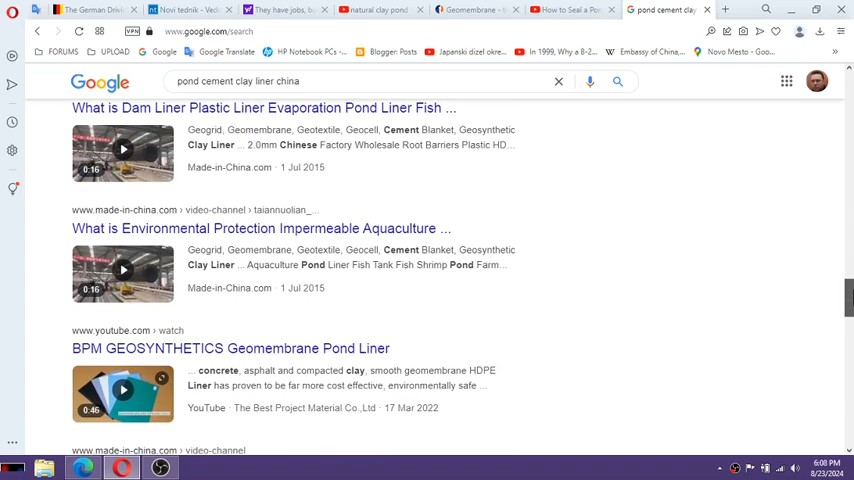 The German Drivi
Novi tednik - Ved
They have jobs, bu
natural clay pond
Geomembrane - 
How to Seal a Pon
pond cement clay
VPN
www.google.com/search
FORUMS
UPLOAD
Google
Google Translate
HP Notebook PCs -...
Blogger: Posts
Japanski dizel okre...
In 1999, Why a B-2...
Embassy of China,...
Novo Mesto - Goo...
Google
pond cement clay liner china
What is Dam Liner Plastic Liner Evaporation Pond Liner Fish ...
Geogrid, Geomembrane, Geotextile, Geocell, Cement Blanket, Geosynthetic
Clay Liner ... 2.0mm Chinese Factory Wholesale Root Barriers Plastic HD...
0:16
Made-in-China.com · 1 Jul 2015
www.made-in-china.com › video-channel › taiannuolian_...
What is Environmental Protection Impermeable Aquaculture ...
Geogrid, Geomembrane, Geotextile, Geocell, Cement Blanket, Geosynthetic
Clay Liner ... Aquaculture Pond Liner Fish Tank Fish Shrimp Pond Farm...
0:16
Made-in-China.com · 1 Jul 2015
www.youtube.com › watch
BPM GEOSYNTHETICS Geomembrane Pond Liner
... concrete, asphalt and compacted clay, smooth geomembrane HDPE
Liner has proven to be far more cost effective, environmentally safe ...
0:46
YouTube · The Best Project Material Co.,Ltd · 17 Mar 2022
www.made-in-china.com › video-channel
6:08 PM
8/23/2024